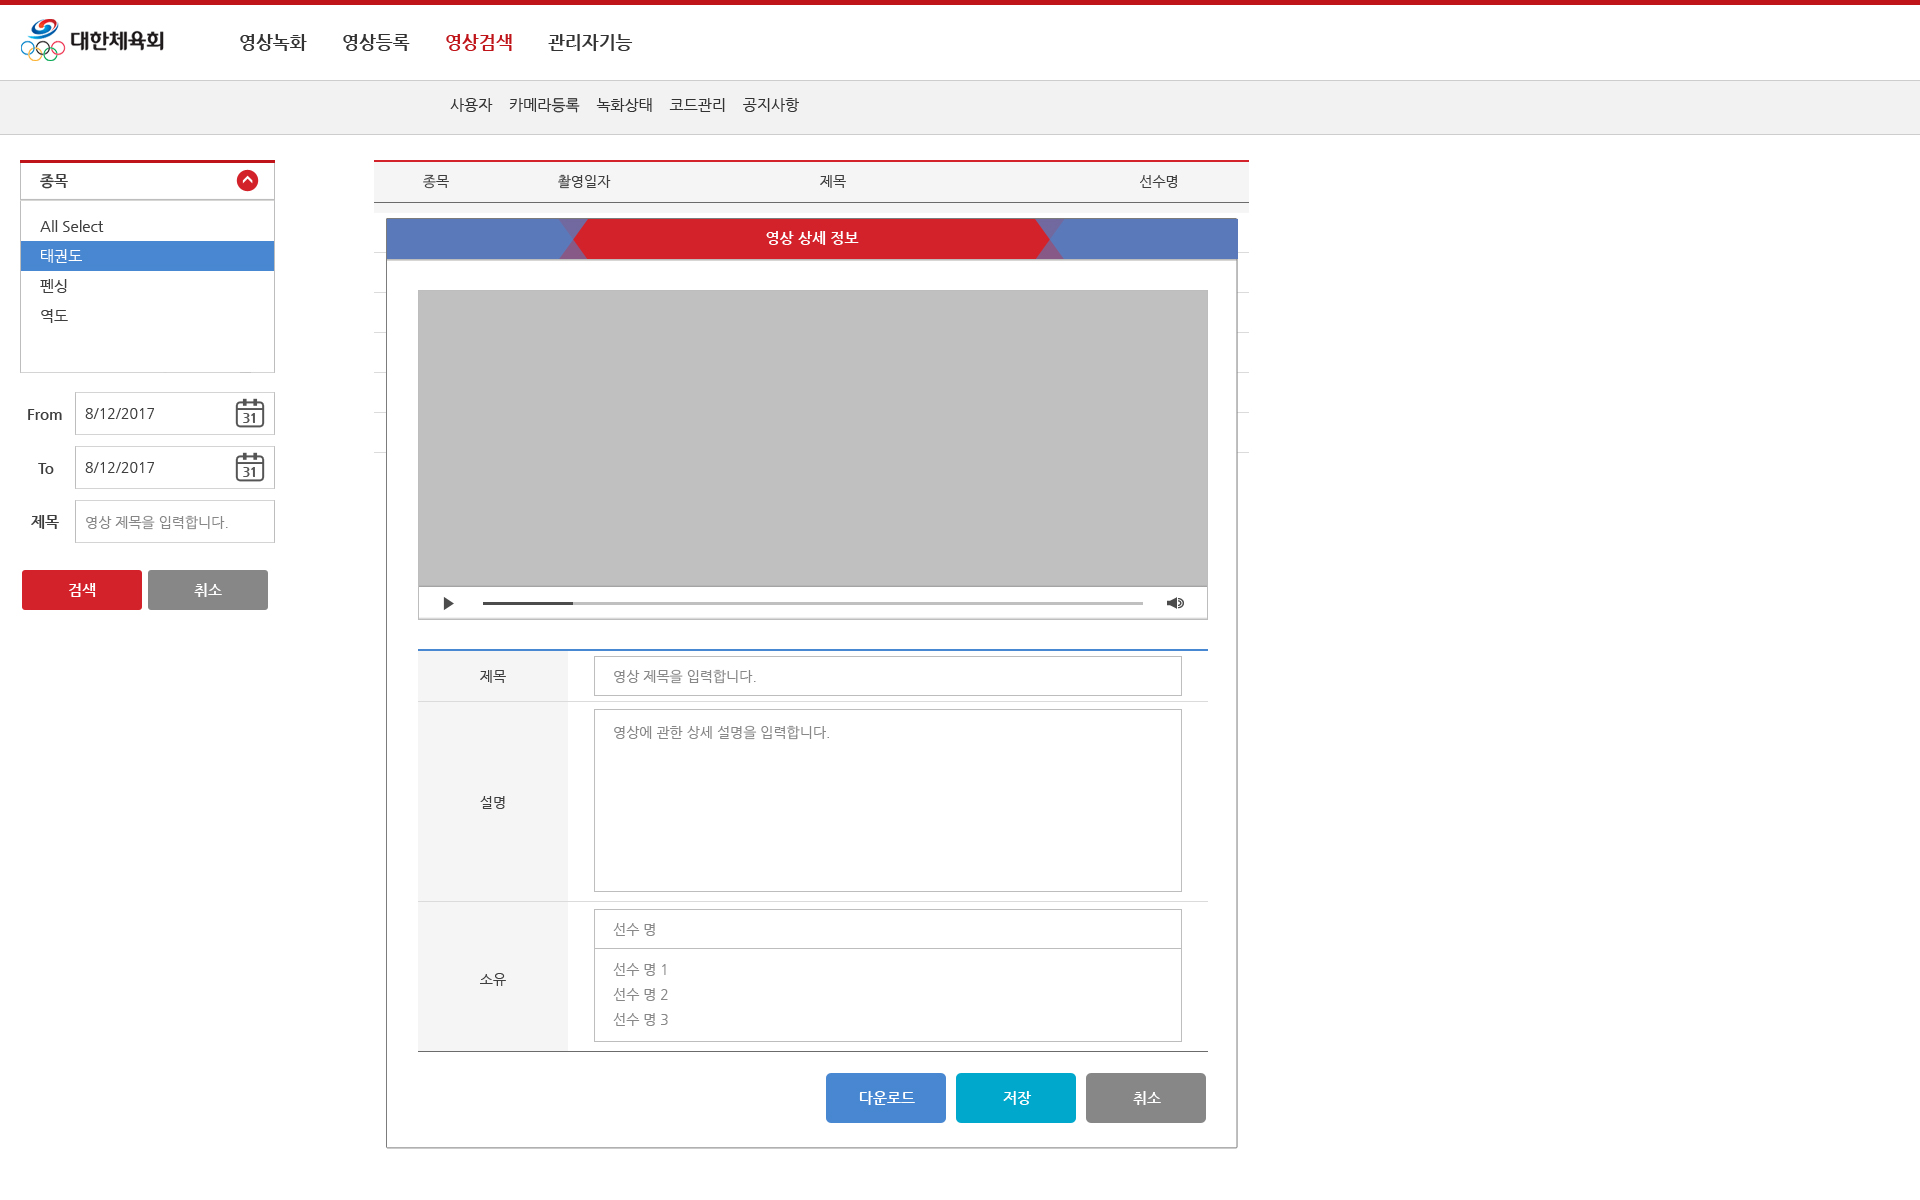 대한체육회
영상녹화 영상등록 영상검색 관리자기능
사용자 카메라등록 녹화상태 코드관리 공지사항
종목
All Select
태권도
펜싱
역도
From 8/12/2017 31
To 8/12/2017 31
제목 영상 제목을 입력합니다.
검색 취소
종목 촬영일자 제목 선수명
영상 상세 정보
제목 영상 제목을 입력합니다.
설명 영상에 관한 상세 설명을 입력합니다.
소유 선수 명
선수 명 1
선수 명 2
선수 명 3
다운로드 저장 취소